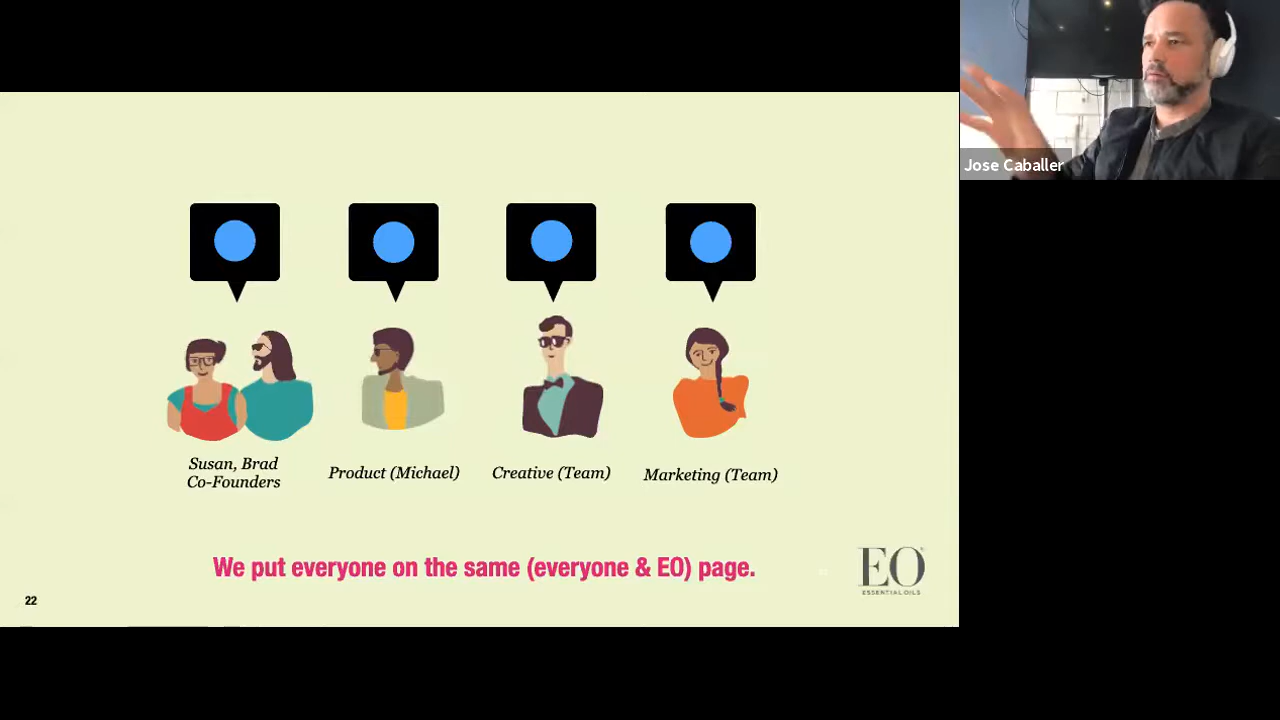 Jose Caballer
Susan, Brad
Co-Founders
Product (Michael)
Creative (Team)
Marketing (Team)
We put everyone on the same (everyone & EO) page.
EO
ESSENTIAL OILS
22